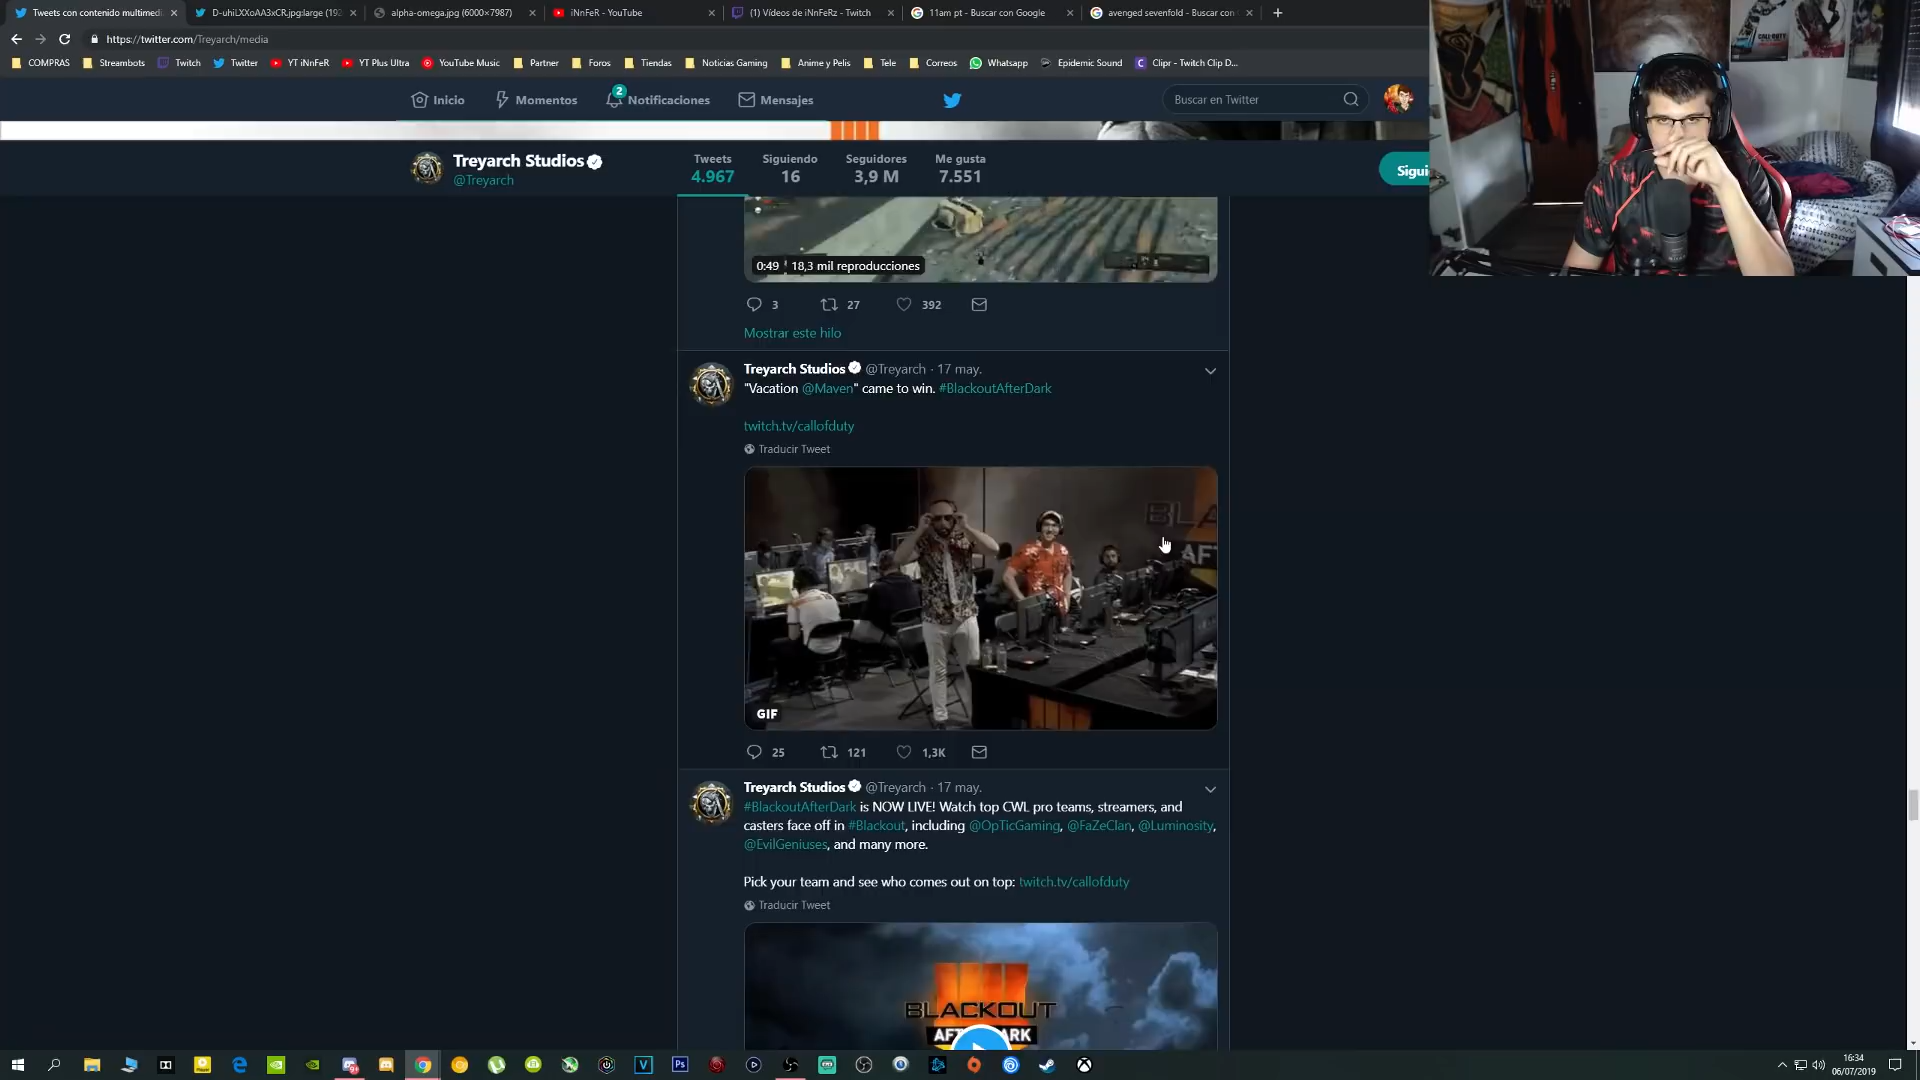 Tweets con contenido multimedi
D-uhiLXXoAA3xCR.jpg:large (192
alpha-omega.jpg (6000×7987)
iNnFeR - YouTube
(1) Vídeos de iNnFeRz - Twitch
11am pt - Buscar con Google
avenged sevenfold - Buscar con
https://twitter.com/Treyarch/media
COMPRAS
Streambots
Twitch
Twitter
YT iNnFeR
YT Plus Ultra
YouTube Music
Partner
Foros
Tiendas
Noticias Gaming
Anime y Pelis
Tele
Correos
Whatsapp
Epidemic Sound
Clipr - Twitch Clip D...
Inicio
Momentos
2
Notificaciones
Mensajes
Buscar en Twitter
Treyarch Studios
@Treyarch
Tweets
4.967
Siguiendo
16
Seguidores
3,9 M
Me gusta
7.551
Sigui
0:49
18,3 mil reproducciones
3
27
392
Mostrar este hilo
Treyarch Studios @Treyarch · 17 may.
"Vacation @Maven" came to win. #BlackoutAfterDark
twitch.tv/callofduty
Traducir Tweet
BLA
AFT
GIF
25
121
1,3K
Treyarch Studios @Treyarch · 17 may.
#BlackoutAfterDark is NOW LIVE! Watch top CWL pro teams, streamers, and
casters face off in #Blackout, including @OpTicGaming, @FaZeClan, @Luminosity,
@EvilGeniuses, and many more.
Pick your team and see who comes out on top: twitch.tv/callofduty
Traducir Tweet
BLACKOUT
16:34
06/07/2019